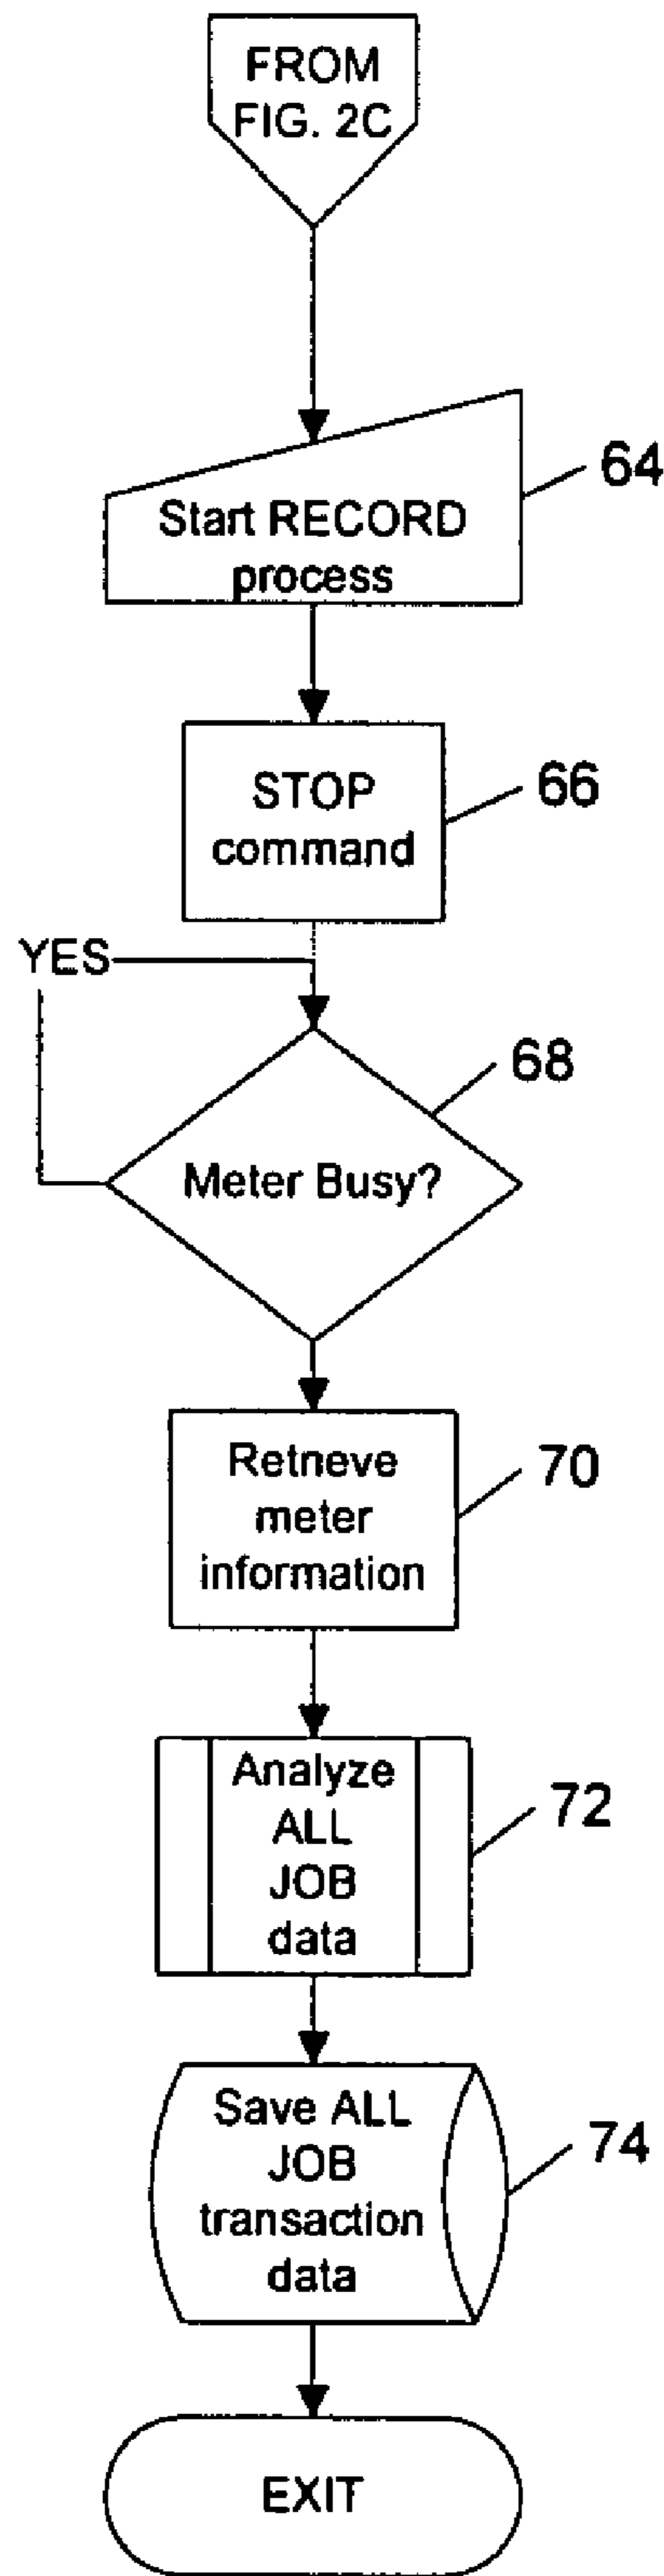 FROM
FIG. 2C
64
Start RECORD
process
66
STOP
command
YES
68
Meter Busy?
70
Retneve
meter
information
72
Analyze
ALL
JOB
data
74
Save ALL
JOB
transaction
data
EXIT